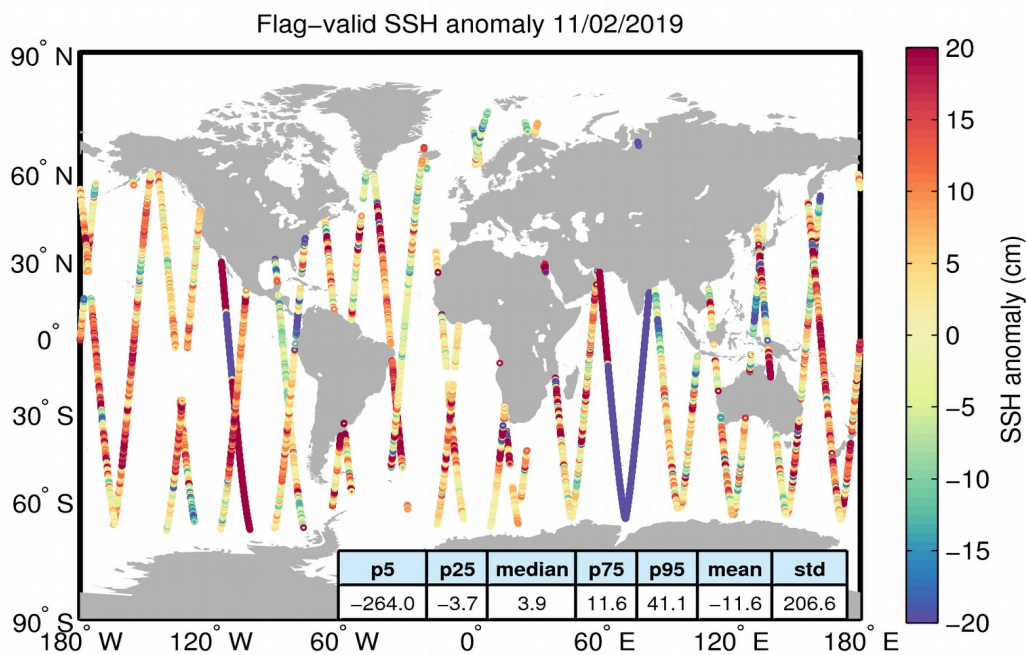 Flag−valid SSH anomaly 11/02/2019
90° N
60° N
30° N
0°
30° S
60° S
90° S
180° W
120° W
60° W
0°
60° E
120° E
180° E
p5 p25 median p75 p95 mean std
−264.0 −3.7 3.9 11.6 41.1 −11.6 206.6
20
15
10
5
0
−5
−10
−15
−20
SSH anomaly (cm)